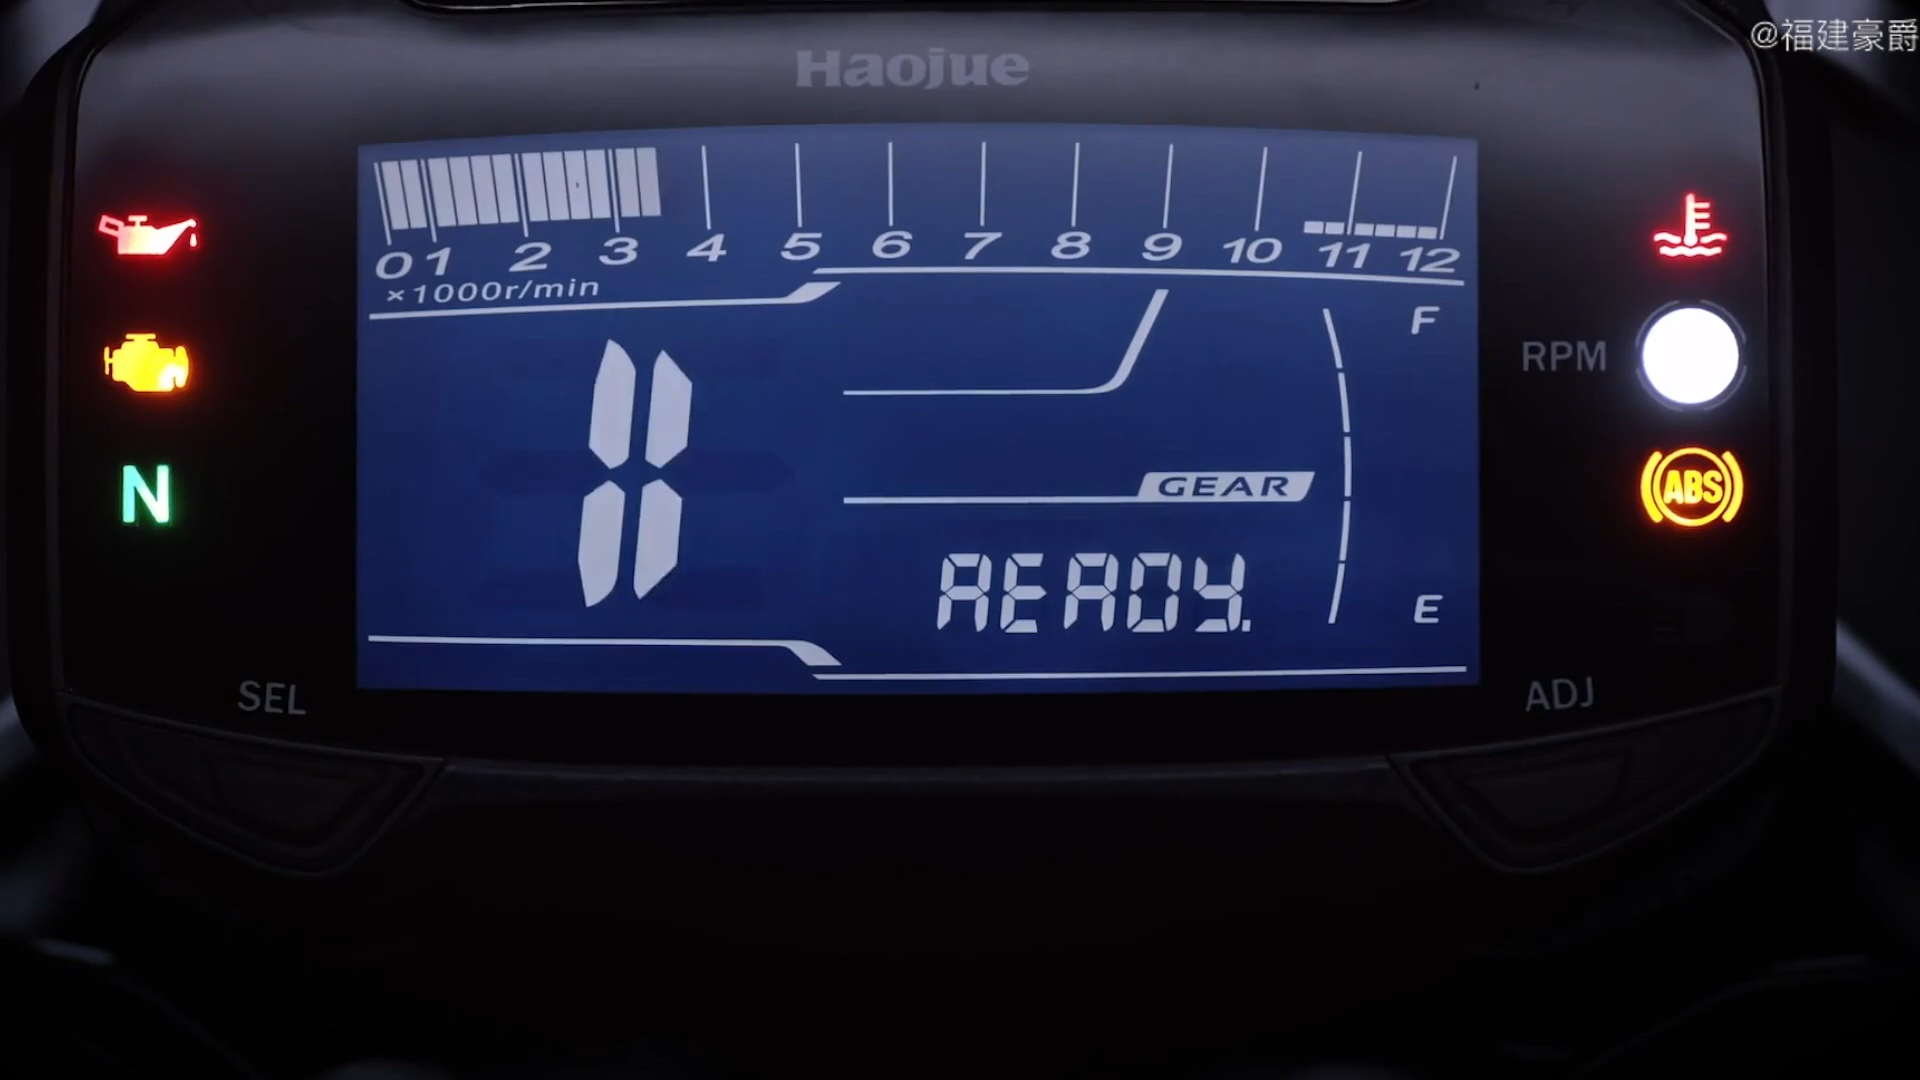 @福建豪爵
Haojue
0 1 2 3 4 5 6 7 8 9 10 11 12
×1000r/min
F
RPM
N
GEAR
ABS
READY.
E
SEL
ADJ